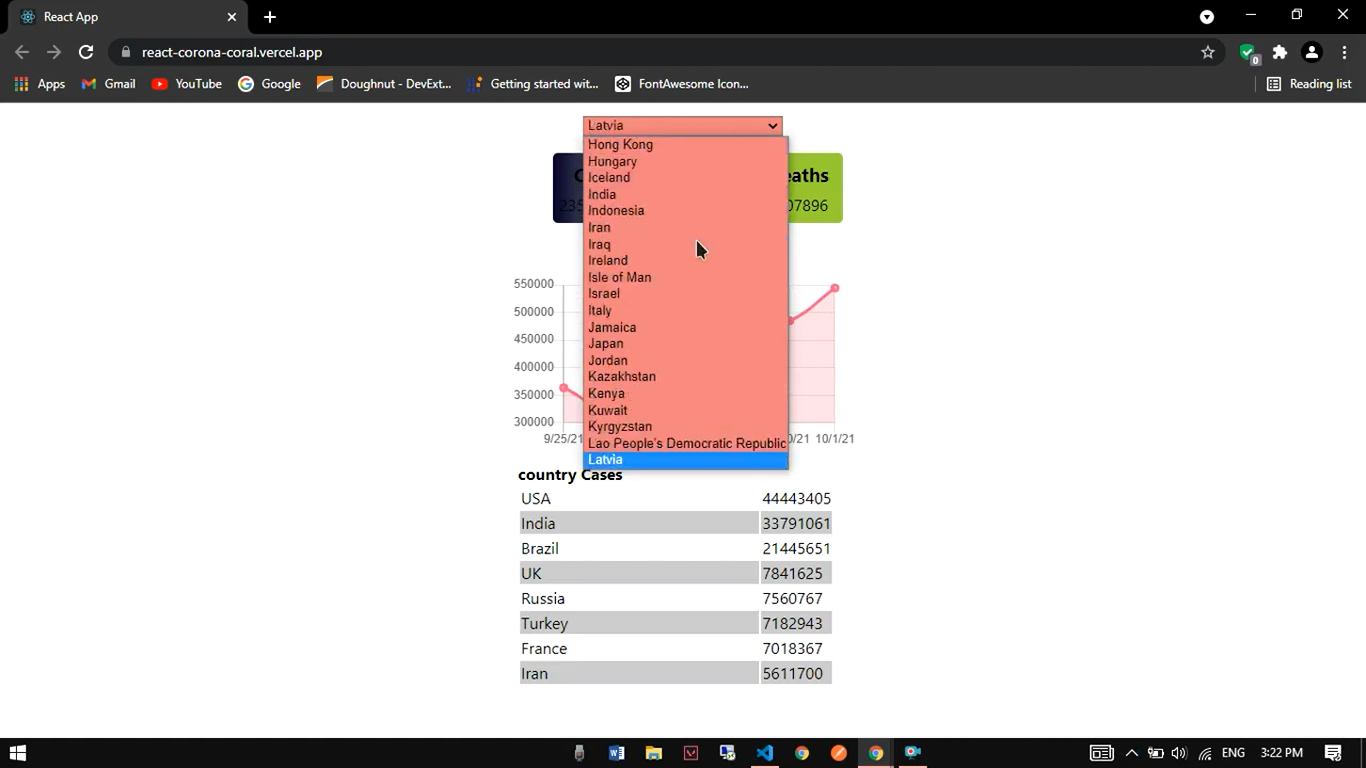 React App
react-corona-coral.vercel.app
0
Apps
Gmail
YouTube
Google
Doughnut - DevExt...
Getting started wit...
FontAwesome Icon...
Reading list
Latvia
Hong Kong
Hungary
Iceland
India
Indonesia
Iran
Iraq
Ireland
Isle of Man
Israel
Italy
Jamaica
Japan
Jordan
Kazakhstan
Kenya
Kuwait
Kyrgyzstan
Lao People's Democratic Republic
Latvia
C
eaths
235
07896
550000
500000
450000
400000
350000
300000
9/25/21
0/21 10/1/21
country Cases
USA 44443405
India 33791061
Brazil 21445651
UK 7841625
Russia 7560767
Turkey 7182943
France 7018367
Iran 5611700
ENG 3:22 PM